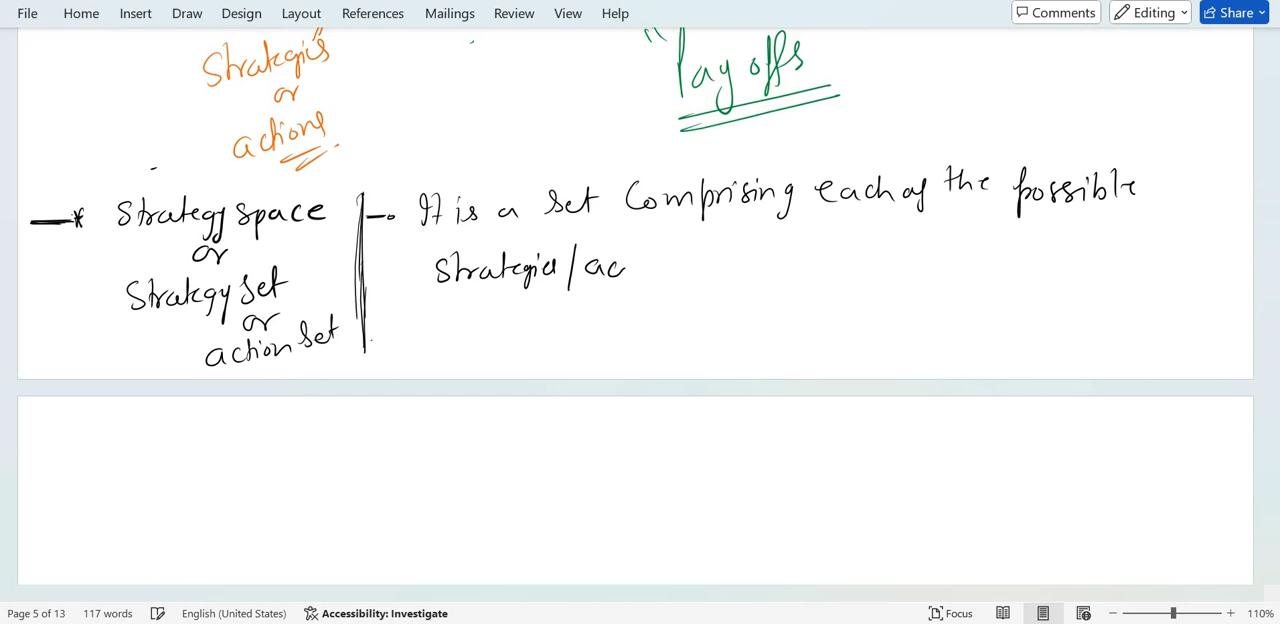 File Home Insert Draw Design Layout References Mailings Review View Help Comments Editing Share
Strategies
or
actions
Payoffs
* Strategy space
or
Strategy set
or
action set
It is a set comprising each of the possible
strategies / ac
Page 5 of 13 117 words English (United States) Accessibility: Investigate Focus 110%